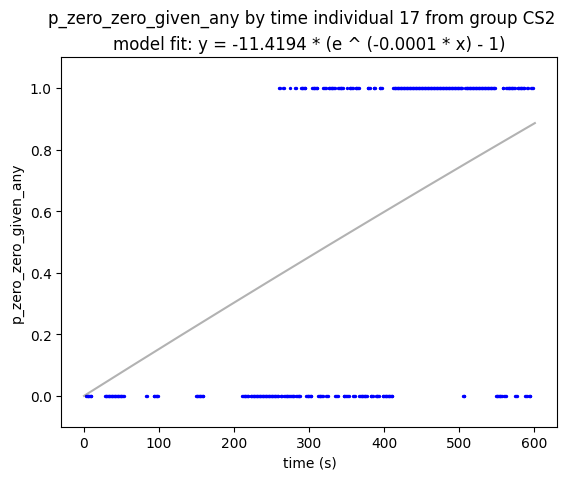 p_zero_zero_given_any by time individual 17 from group CS2
model fit: y = -11.4194 * (e ^ (-0.0001 * x) - 1)
1.0
0.8
0.6
0.4
0.2
0.0
p_zero_zero_given_any
0 100 200 300 400 500 600
time (s)